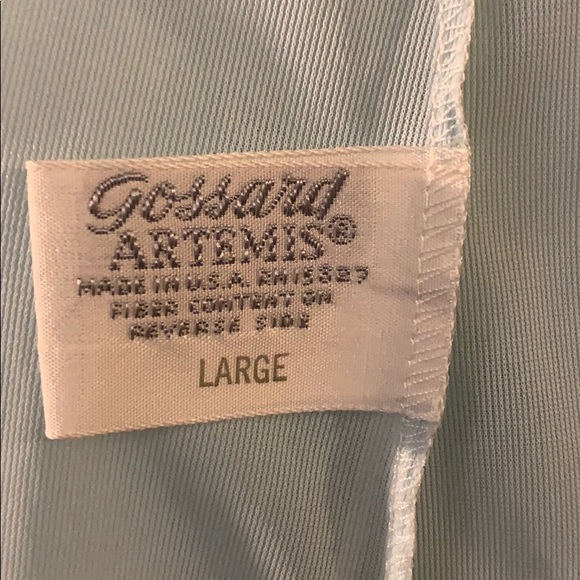 Gossard
ARTEMIS®
MADE IN U.S.A. RN15327
FIBER CONTENT ON
REVERSE SIDE
LARGE